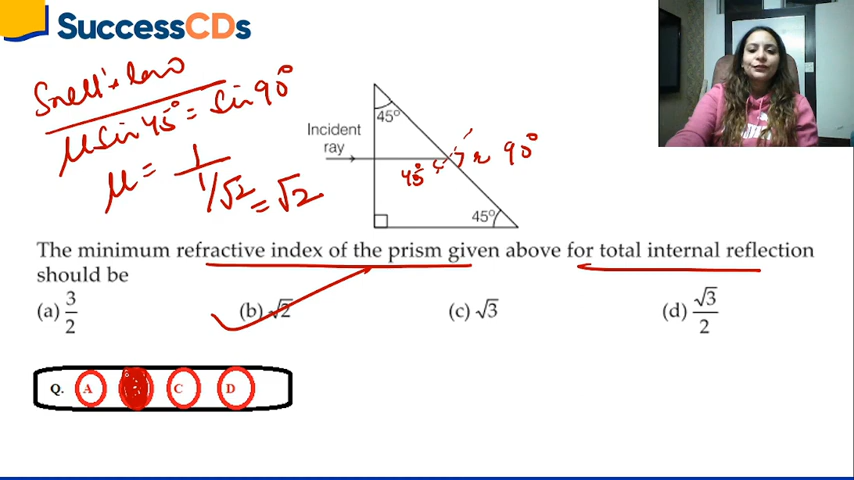 SuccessCDs
Snell's law
μ sin 45° = sin 90°
μ = 1
1/√2 = √2
45°
Incident
ray
45°
r 90°
45°
The minimum refractive index of the prism given above for total internal reflection
should be
(a) 3/2 (b) √2 (c) √3 (d) √3/2
Q. A C D